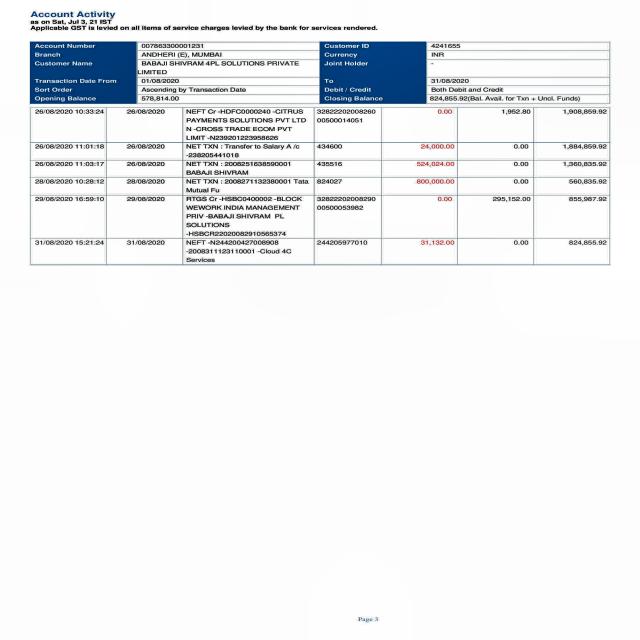 Account Activity
as on Sat, Jul 3, 21 IST
Applicable GST is levied on all items of service charges levied by the bank for services rendered.
Account Number 007863300001231 Customer ID 4241655
Branch ANDHERI (E), MUMBAI Currency INR
Customer Name BABAJI SHIVRAM 4PL SOLUTIONS PRIVATE Joint Holder -
LIMITED
Transaction Date From 01/08/2020 To 31/08/2020
Sort Order Ascending by Transaction Date Debit / Credit Both Debit and Credit
Opening Balance 578,814.00 Closing Balance 824,855.92(Bal. Avail. for Txn + Uncl. Funds)
26/08/2020 10:33:24 26/08/2020 NEFT Cr -HDFC0000240 -CITRUS 32822202008260 0.00 1,952.80 1,908,859.92
PAYMENTS SOLUTIONS PVT LTD 00500014051
N -CROSS TRADE ECOM PVT
LIMIT -N239201223958626
26/08/2020 11:01:18 26/08/2020 NET TXN : Transfer to Salary A /c 434600 24,000.00 0.00 1,884,859.92
-238205441018
26/08/2020 11:03:17 26/08/2020 NET TXN : 2008251638590001 435516 524,024.00 0.00 1,360,835.92
BABAJI SHIVRAM
28/08/2020 10:28:12 28/08/2020 NET TXN : 2008271132380001 Tata 824027 800,000.00 0.00 560,835.92
Mutual Fu
29/08/2020 16:59:10 29/08/2020 RTGS Cr -HSBC0400002 -BLOCK 32822202008290 0.00 295,152.00 855,987.92
WEWORK INDIA MANAGEMENT 00500053982
PRIV -BABAJI SHIVRAM PL
SOLUTIONS
-HSBCR22020082910565374
31/08/2020 15:21:24 31/08/2020 NEFT -N244200427008908 244205977010 31,132.00 0.00 824,855.92
-2008311123110001 -Cloud 4C
Services
Page 3